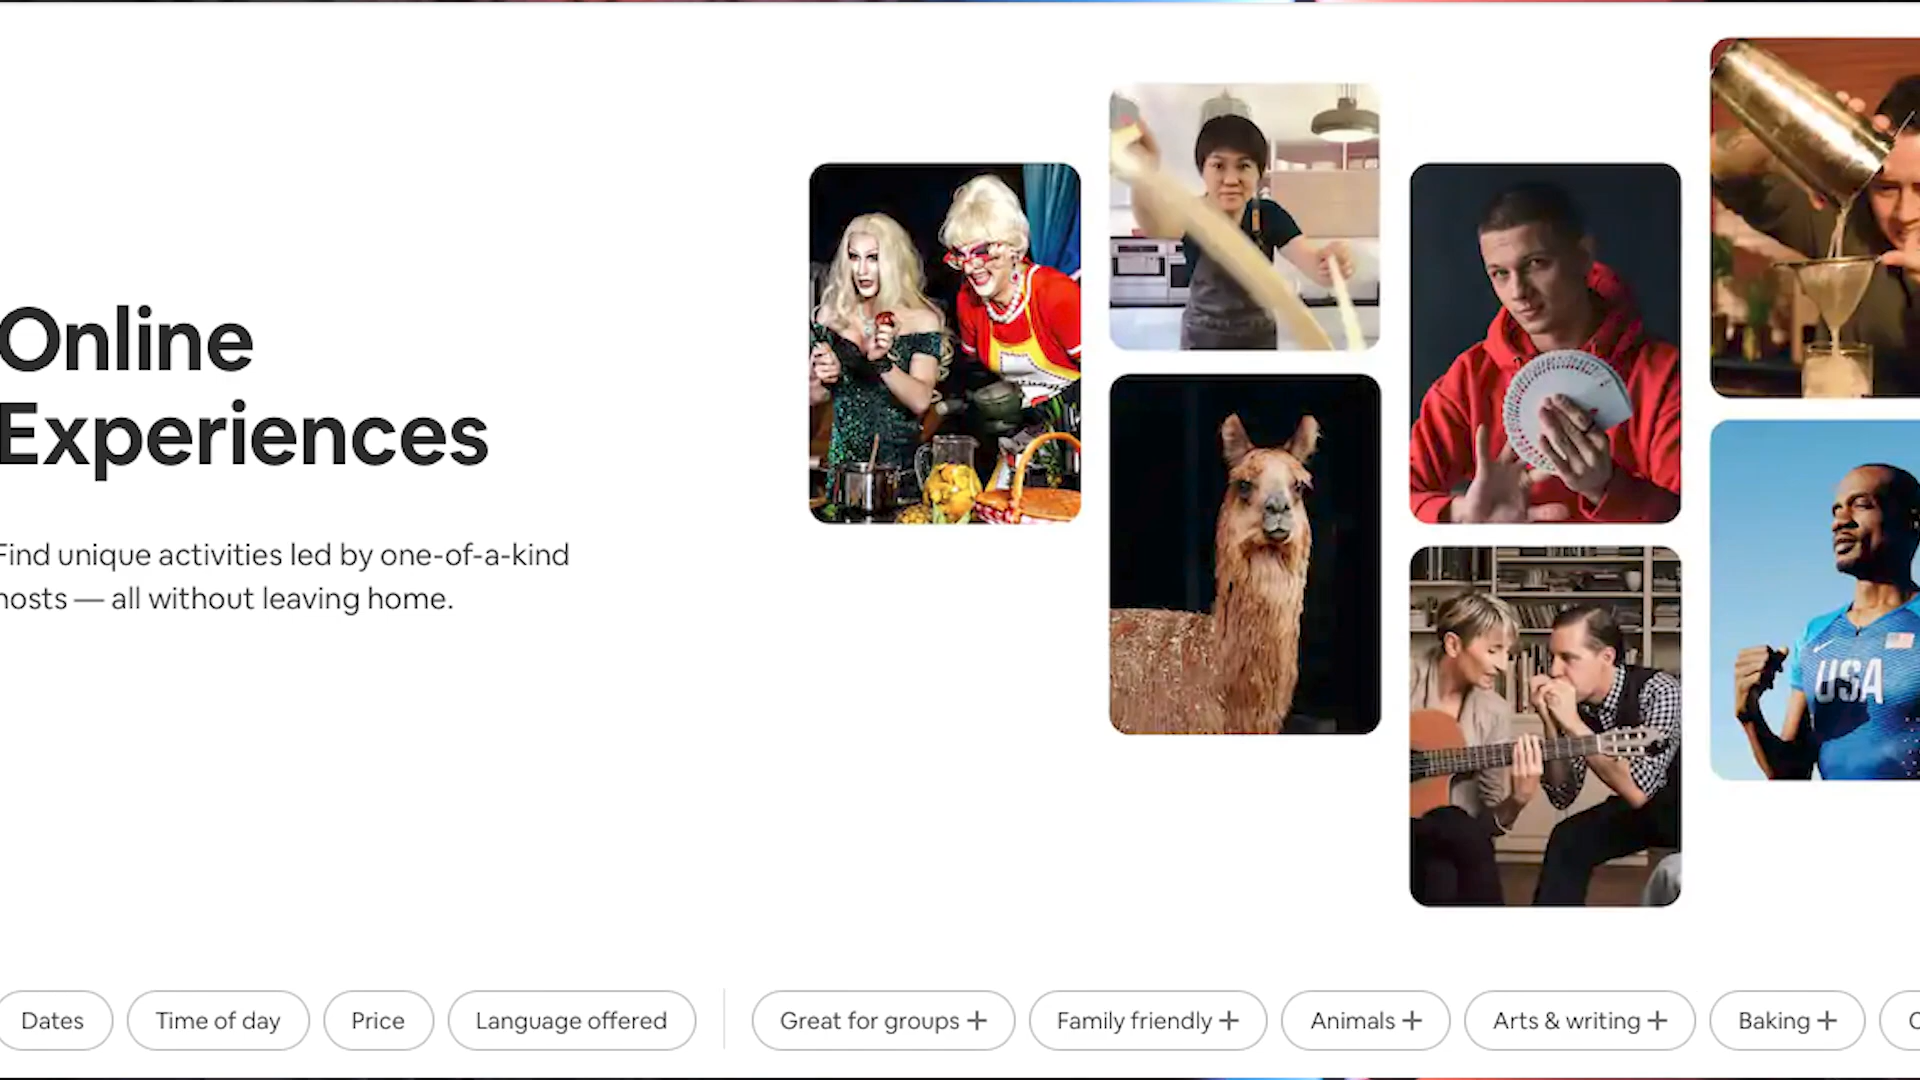 Online
Experiences
Find unique activities led by one-of-a-kind
hosts — all without leaving home.
USA
Dates
Time of day
Price
Language offered
Great for groups +
Family friendly +
Animals +
Arts & writing +
Baking +